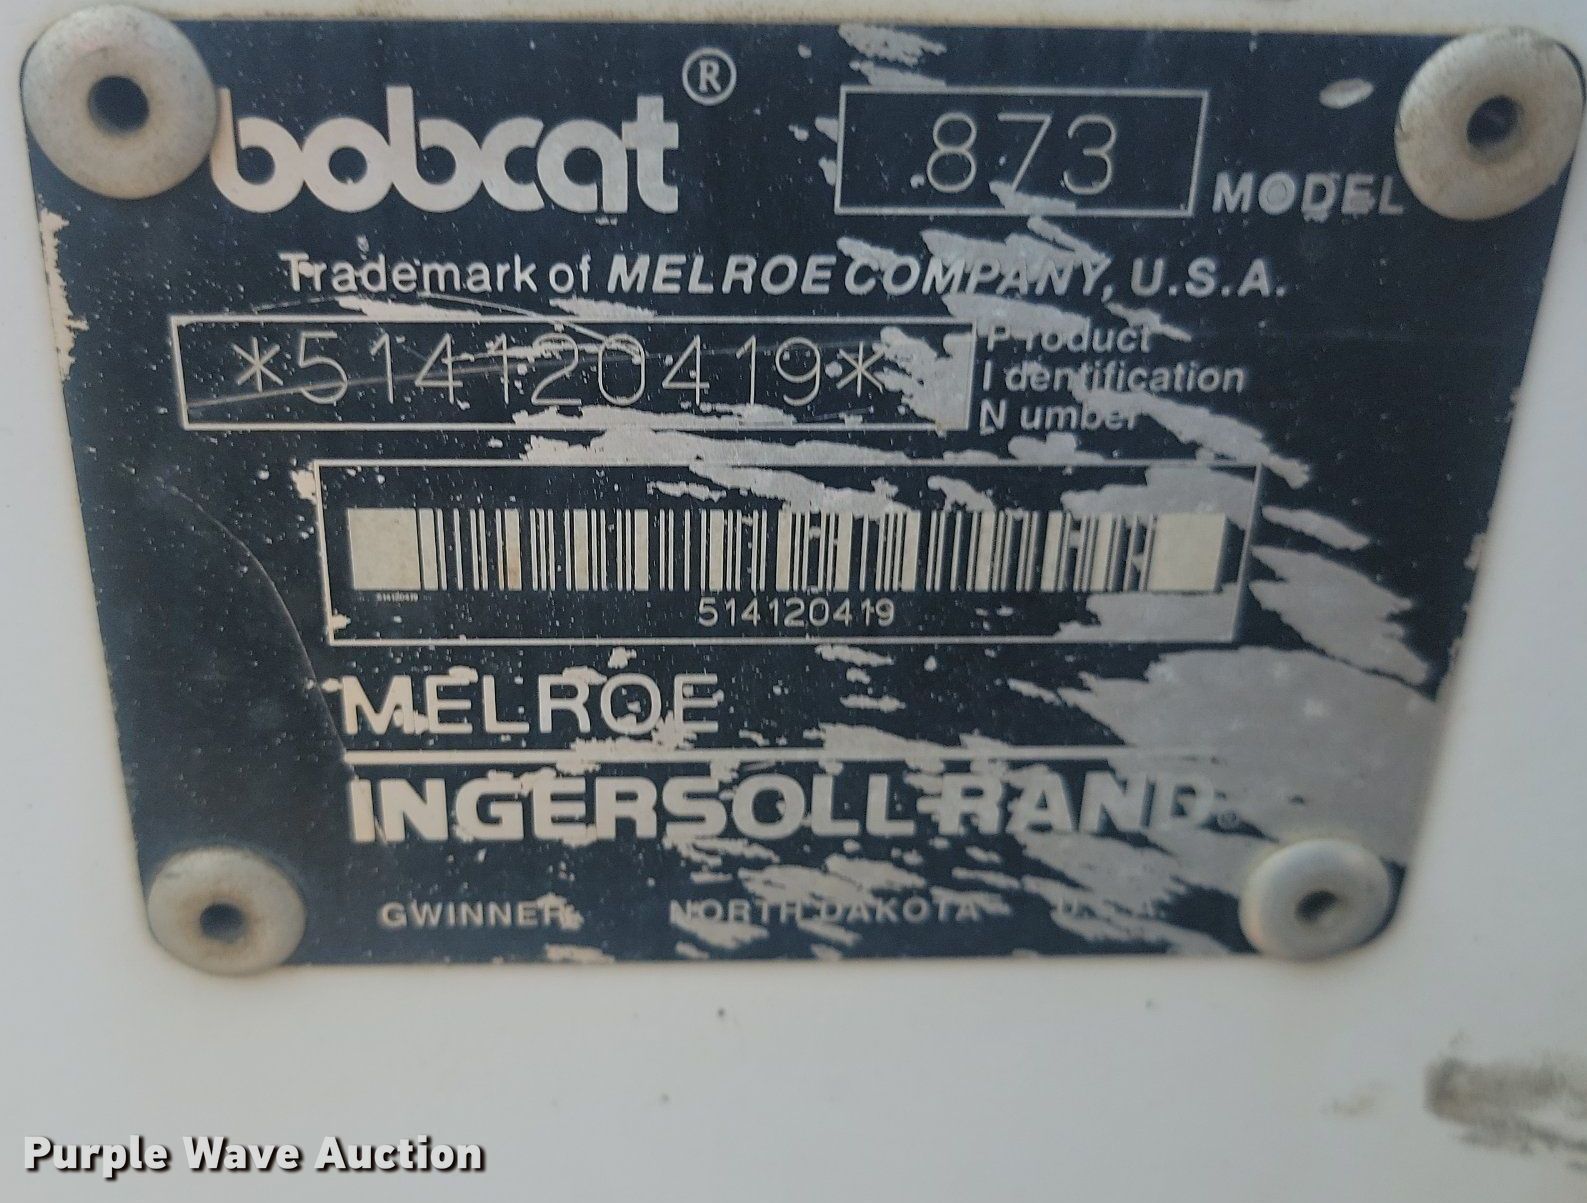 bobcat®
873 MODEL
Trademark of MELROE COMPANY, U.S.A.
*514120419*
Product
Identification
Number
514120419
514120419
MELROE
INGERSOLL-RAND®
GWINNER, NORTH DAKOTA
Purple Wave Auction